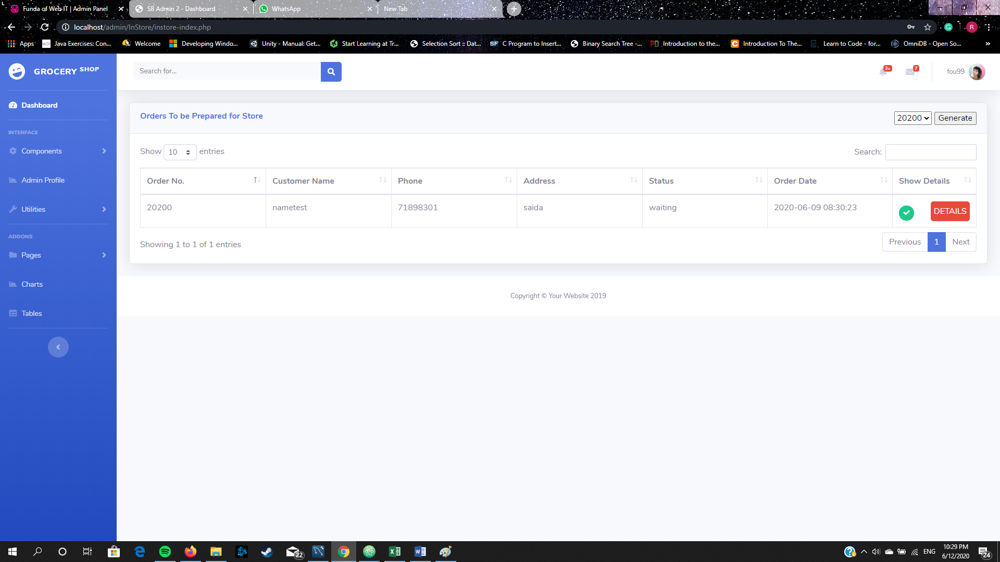 Funda of Web IT | Admin Panel
SB Admin 2 - Dashboard
WhatsApp
New Tab
localhost/admin/InStore/instore-index.php
R
Apps
w3r
Java Exercises: Con...
Welcome
Developing Windo...
Unity - Manual: Get...
Start Learning at Tr...
Selection Sort :: Dat...
SF
C Program to Insert...
Binary Search Tree -...
PD
Introduction to the...
Introduction To The...
Learn to Code - for...
OmniDB - Open So...
»
GROCERY SHOP
Search for...
3+
7
fou99
Dashboard
INTERFACE
Components
Admin Profile
Utilities
ADDONS
Pages
Charts
Tables
Orders To be Prepared for Store
20200
Generate
Show 10 entries
Search:
Order No.
Customer Name
Phone
Address
Status
Order Date
Show Details
20200
nametest
71898301
saida
waiting
2020-06-09 08:30:23
DETAILS
Showing 1 to 1 of 1 entries
Previous
1
Next
Copyright © Your Website 2019
22
ENG
10:29 PM
6/12/2020
24